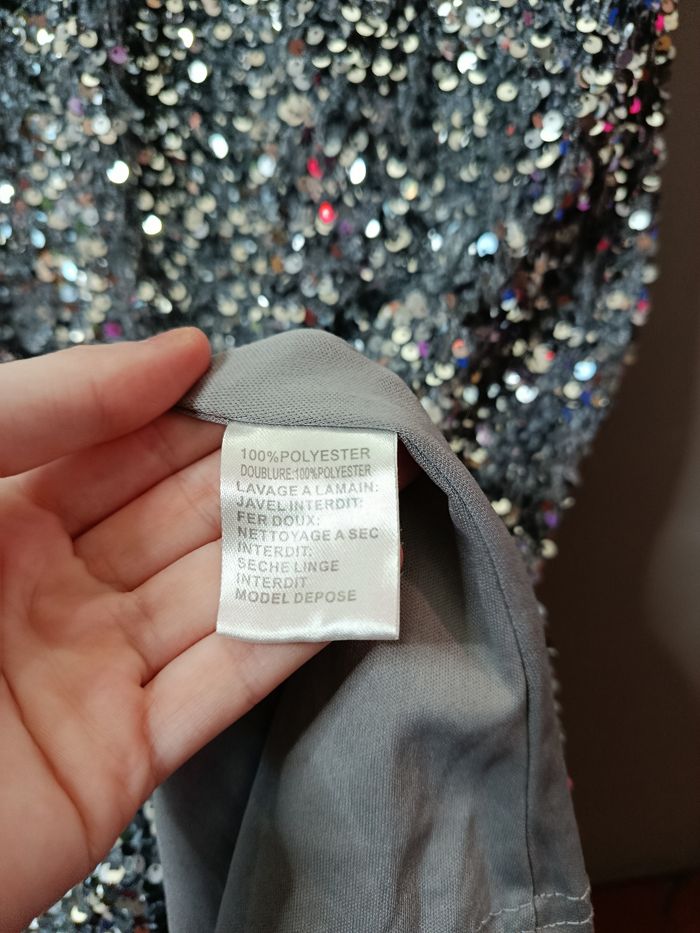 100%POLYESTER
DOUBLURE:100%POLYESTER
LAVAGE A LAMAIN:
JAVEL INTERDIT:
FER DOUX:
NETTOYAGE A SEC
INTERDIT:
SECHE LINGE
INTERDIT
MODEL DEPOSE